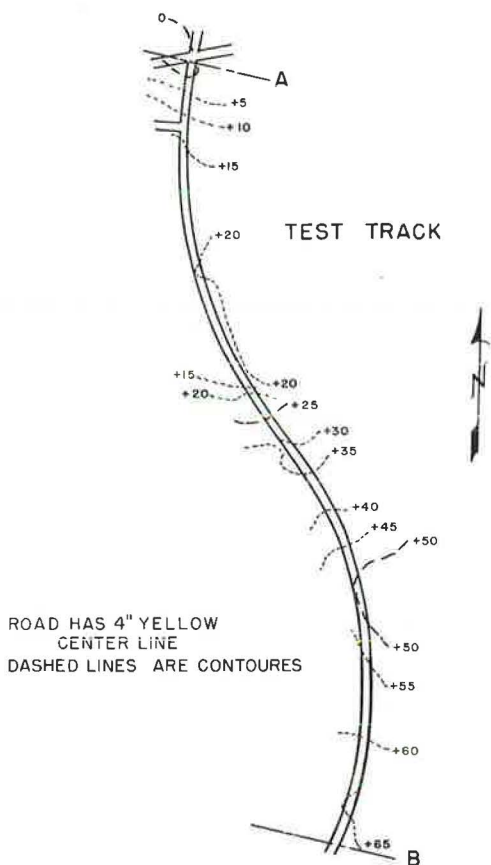 0
A
+5
+10
+15
+20
TEST TRACK
N
+15
+20
+20
+25
+30
+35
+40
+45
+50
ROAD HAS 4" YELLOW
CENTER LINE
DASHED LINES ARE CONTOURES
+50
+55
+60
+65
B